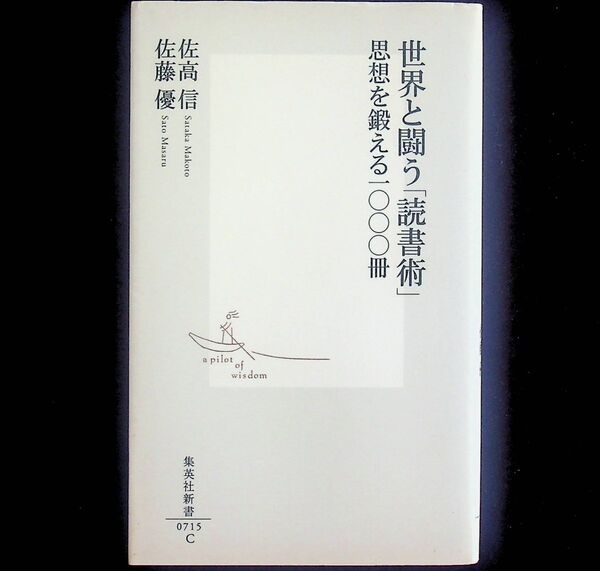 世界と闘う「読書術」
思想を鍛える一〇〇〇冊
佐高 信 Sataka Makoto
佐藤 優 Sato Masaru
a pilot
of
wisdom
集英社新書
0715
C